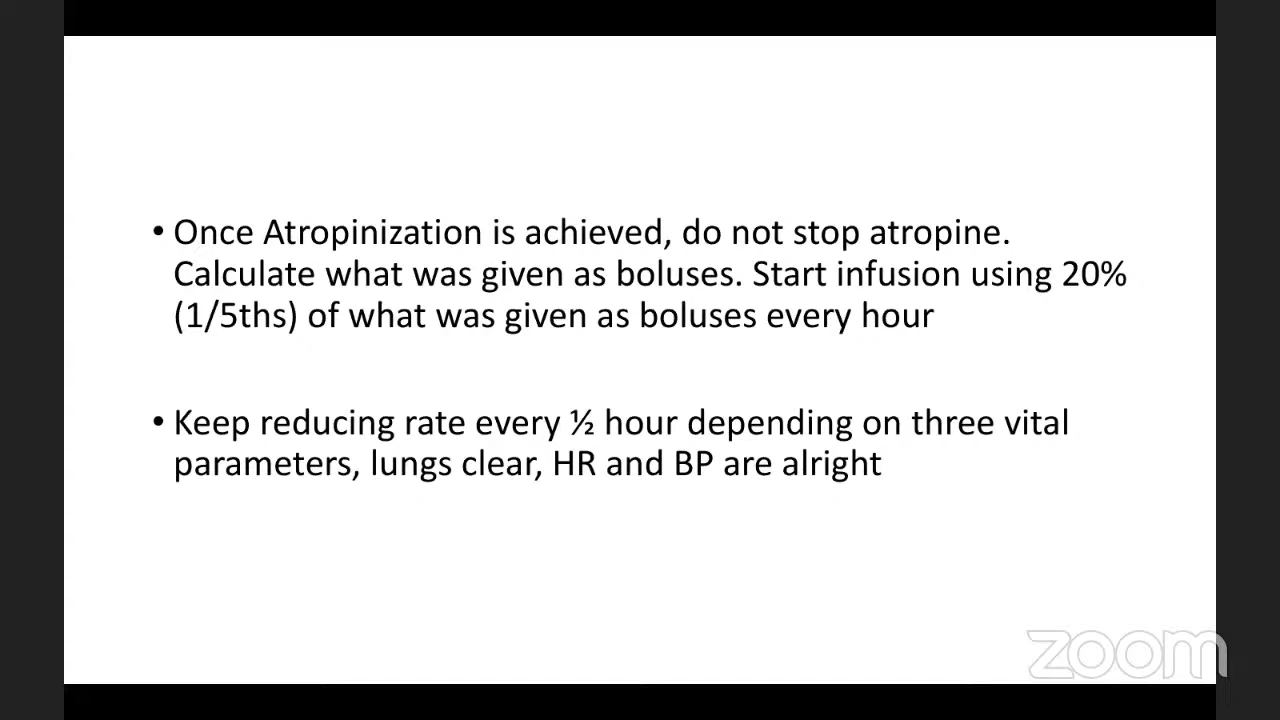 • Once Atropinization is achieved, do not stop atropine.
Calculate what was given as boluses. Start infusion using 20%
(1/5ths) of what was given as boluses every hour
• Keep reducing rate every ½ hour depending on three vital
parameters, lungs clear, HR and BP are alright
zoom